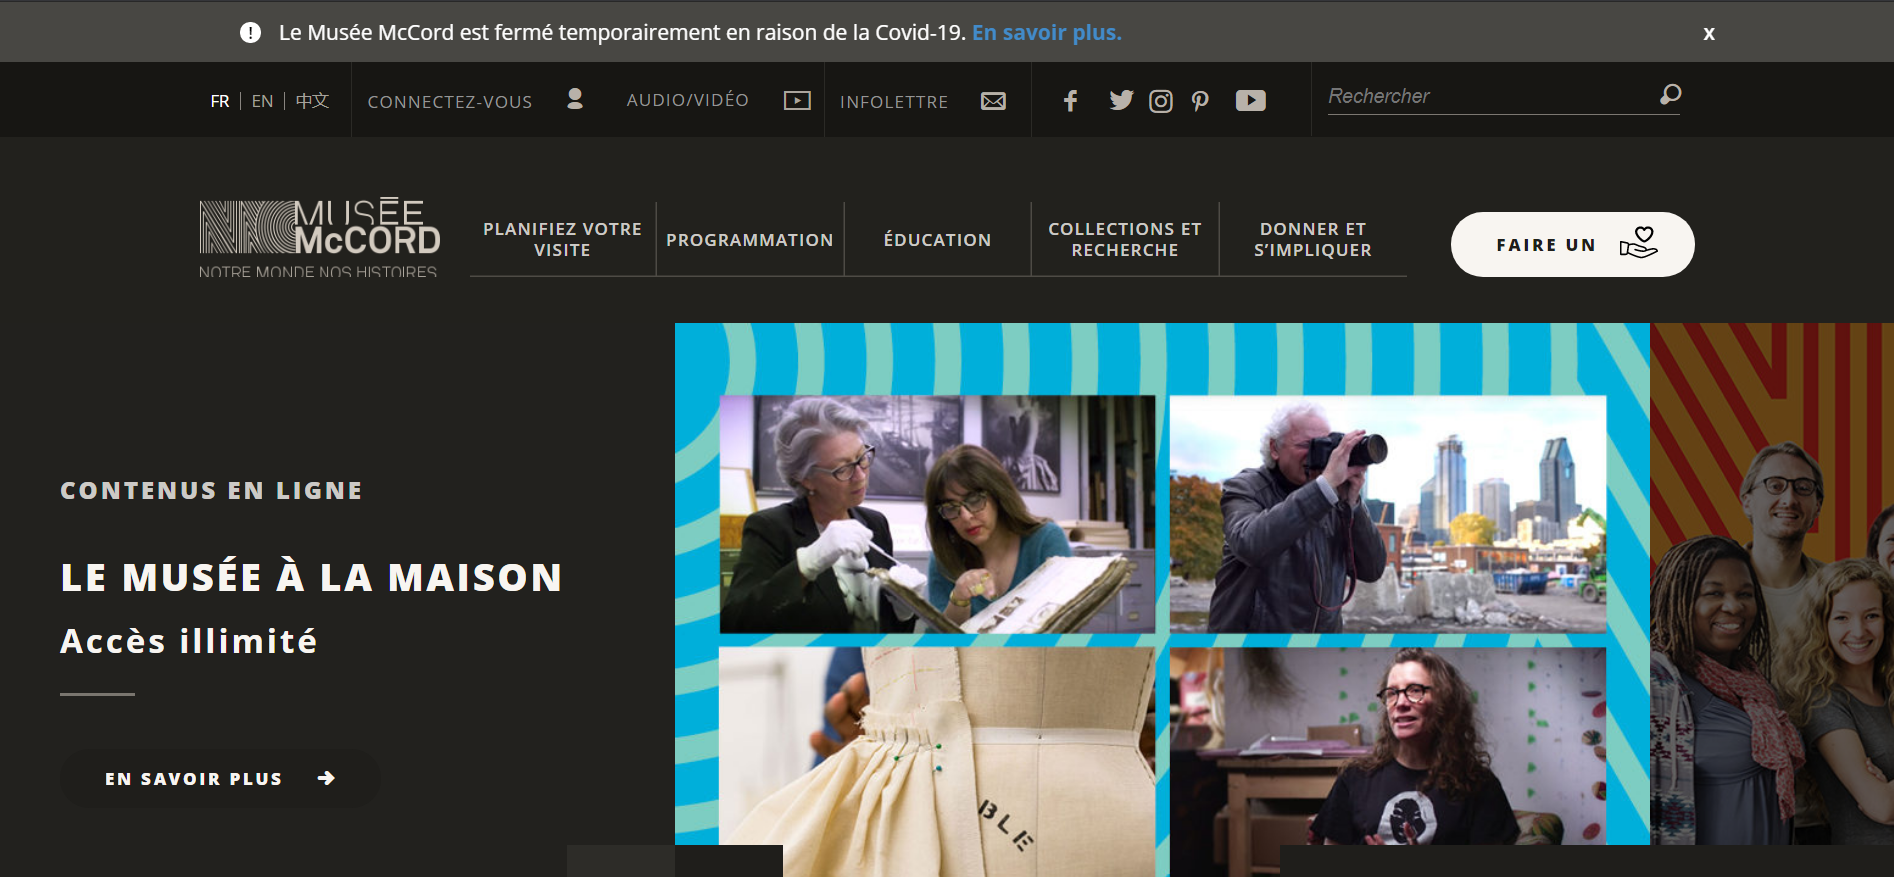 Le Musée McCord est fermé temporairement en raison de la Covid-19. En savoir plus. X
FR | EN | 中文 CONNECTEZ-VOUS AUDIO/VIDÉO INFOLETTRE Rechercher
MUSÉE
McCORD
NOTRE MONDE NOS HISTOIRES
PLANIFIEZ VOTRE
VISITE
PROGRAMMATION
ÉDUCATION
COLLECTIONS ET
RECHERCHE
DONNER ET
S'IMPLIQUER
FAIRE UN
CONTENUS EN LIGNE
LE MUSÉE À LA MAISON
Accès illimité
EN SAVOIR PLUS
BLE